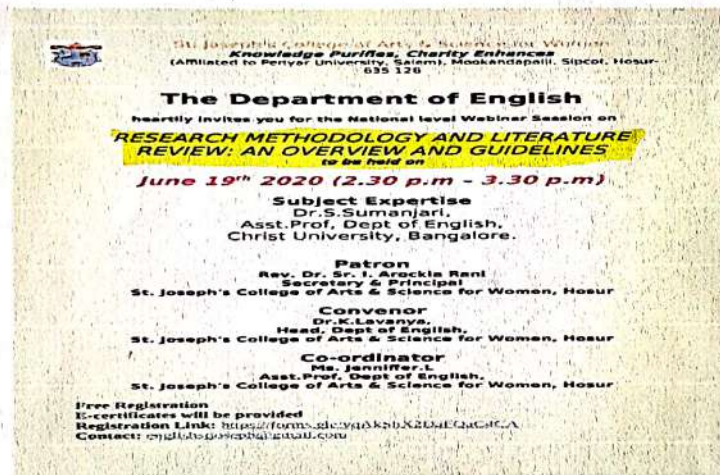 St. Joseph's College of Arts & Science for Women
Knowledge Purifies, Charity Enhances
(Affiliated to Periyar University, Salem), Mookandapalli, Sipcot, Hosur-
635 126
The Department of English
heartily invites you for the National level Webinar Session on
RESEARCH METHODOLOGY AND LITERATURE
REVIEW: AN OVERVIEW AND GUIDELINES
to be held on
June 19th 2020 (2.30 p.m – 3.30 p.m)
Subject Expertise
Dr.S.Sumanjari,
Asst.Prof, Dept of English,
Christ University, Bangalore.
Patron
Rev. Dr. Sr. I. Arockia Rani
Secretary & Principal
St. Joseph's College of Arts & Science for Women, Hosur
Convenor
Dr.K.Lavanya,
Head, Dept of English,
St. Joseph's College of Arts & Science for Women, Hosur
Co-ordinator
Ms. Jenniffer.L
Asst.Prof, Dept of English,
St. Joseph's College of Arts & Science for Women, Hosur
Free Registration
E-certificates will be provided
Registration Link:
Contact: